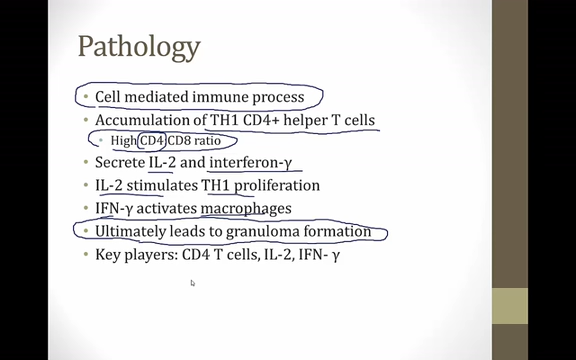 Pathology
• Cell mediated immune process
• Accumulation of TH1 CD4+ helper T cells
• High CD4 CD8 ratio
• Secrete IL-2 and interferon-γ
• IL-2 stimulates TH1 proliferation
• IFN-γ activates macrophages
• Ultimately leads to granuloma formation
• Key players: CD4 T cells, IL-2, IFN- γ